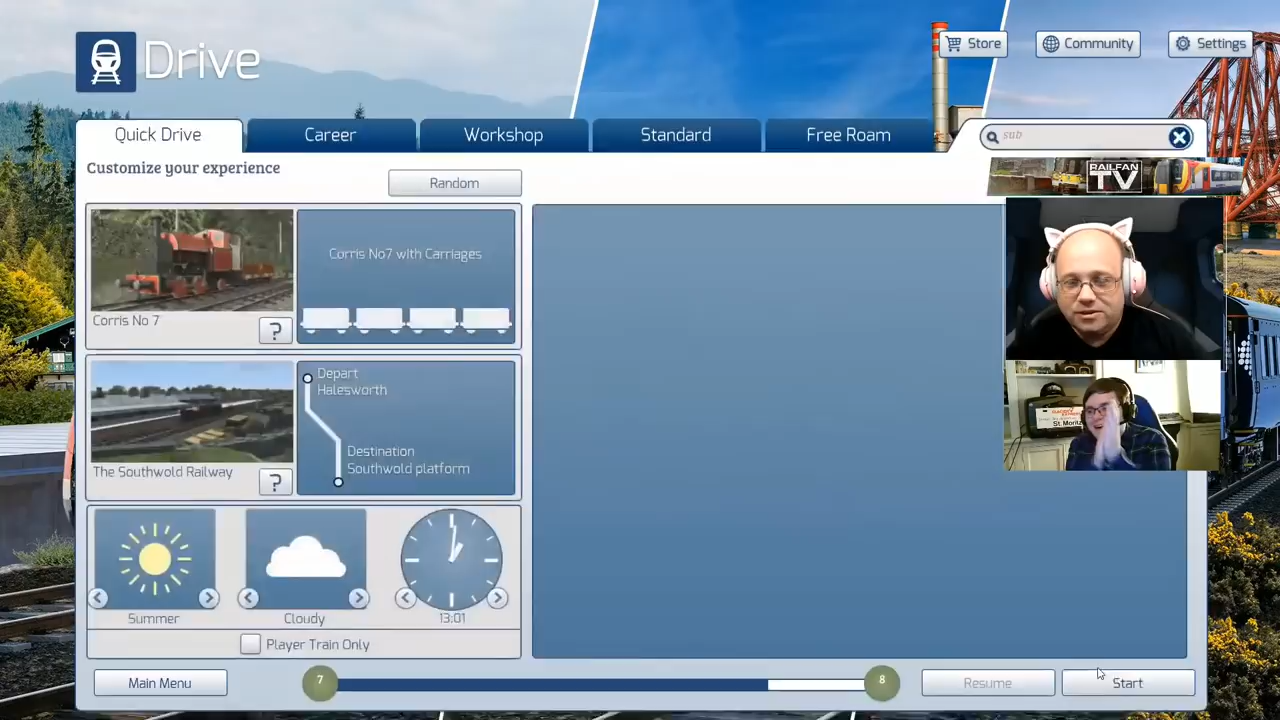 Drive
Store
Community
Settings
Quick Drive
Career
Workshop
Standard
Free Roam
sub
Customize your experience
Random
RAILFAN
TV
Corris No7 with Carriages
Corris No 7
?
Depart
Halesworth
Destination
Southwold platform
The Southwold Railway
?
Summer
Cloudy
13:01
Player Train Only
Main Menu
7
8
Resume
Start
St. Moritz